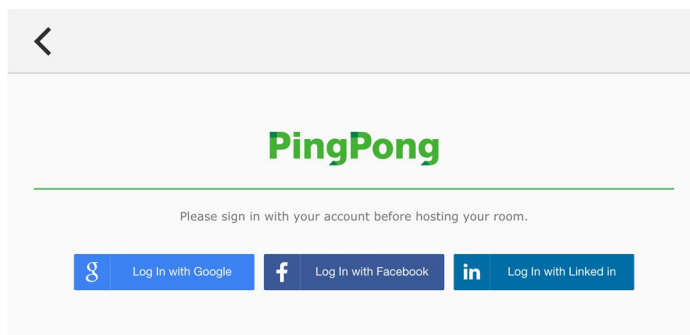 PingPong
Please sign in with your account before hosting your room.
g Log In with Google
f Log In with Facebook
in Log In with Linked in